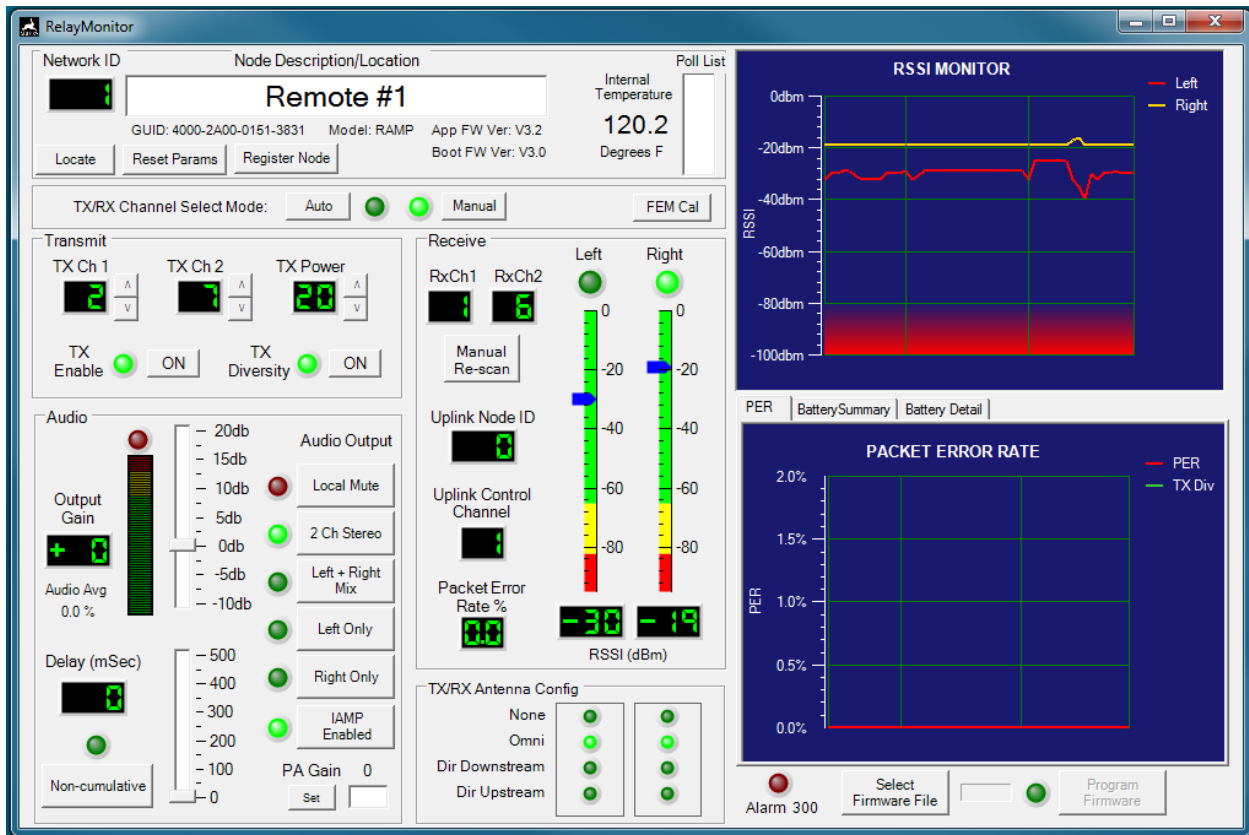 RelayMonitor
Network ID
Node Description/Location
Poll List
1
Remote #1
Internal
Temperature
120.2
Degrees F
GUID: 4000-2A00-0151-3831 Model: RAMP App FW Ver: V3.2
Boot FW Ver: V3.0
Locate
Reset Params
Register Node
TX/RX Channel Select Mode:
Auto
Manual
FEM Cal
Transmit
TX Ch 1
TX Ch 2
TX Power
2
7
20
TX
Enable
ON
TX
Diversity
ON
Receive
Left
Right
RxCh1
RxCh2
1
6
Manual
Re-scan
Uplink Node ID
0
Uplink Control
Channel
1
Packet Error
Rate %
0.0
0
-20
-40
-60
-80
0
-20
-40
-60
-80
-30
-19
RSSI (dBm)
Audio
Output
Gain
+ 0
Audio Avg
0.0 %
20db
15db
10db
5db
0db
-5db
-10db
Audio Output
Local Mute
2 Ch Stereo
Left + Right
Mix
Left Only
Right Only
IAMP
Enabled
Delay (mSec)
0
Non-cumulative
500
400
300
200
100
0
PA Gain 0
Set
TX/RX Antenna Config
None
Omni
Dir Downstream
Dir Upstream
RSSI MONITOR
Left
Right
0dbm
-20dbm
-40dbm
-60dbm
-80dbm
-100dbm
RSSI
PER
BatterySummary
Battery Detail
PACKET ERROR RATE
PER
TX Div
2.0%
1.5%
1.0%
0.5%
0.0%
PER
Alarm 300
Select
Firmware File
Program
Firmware